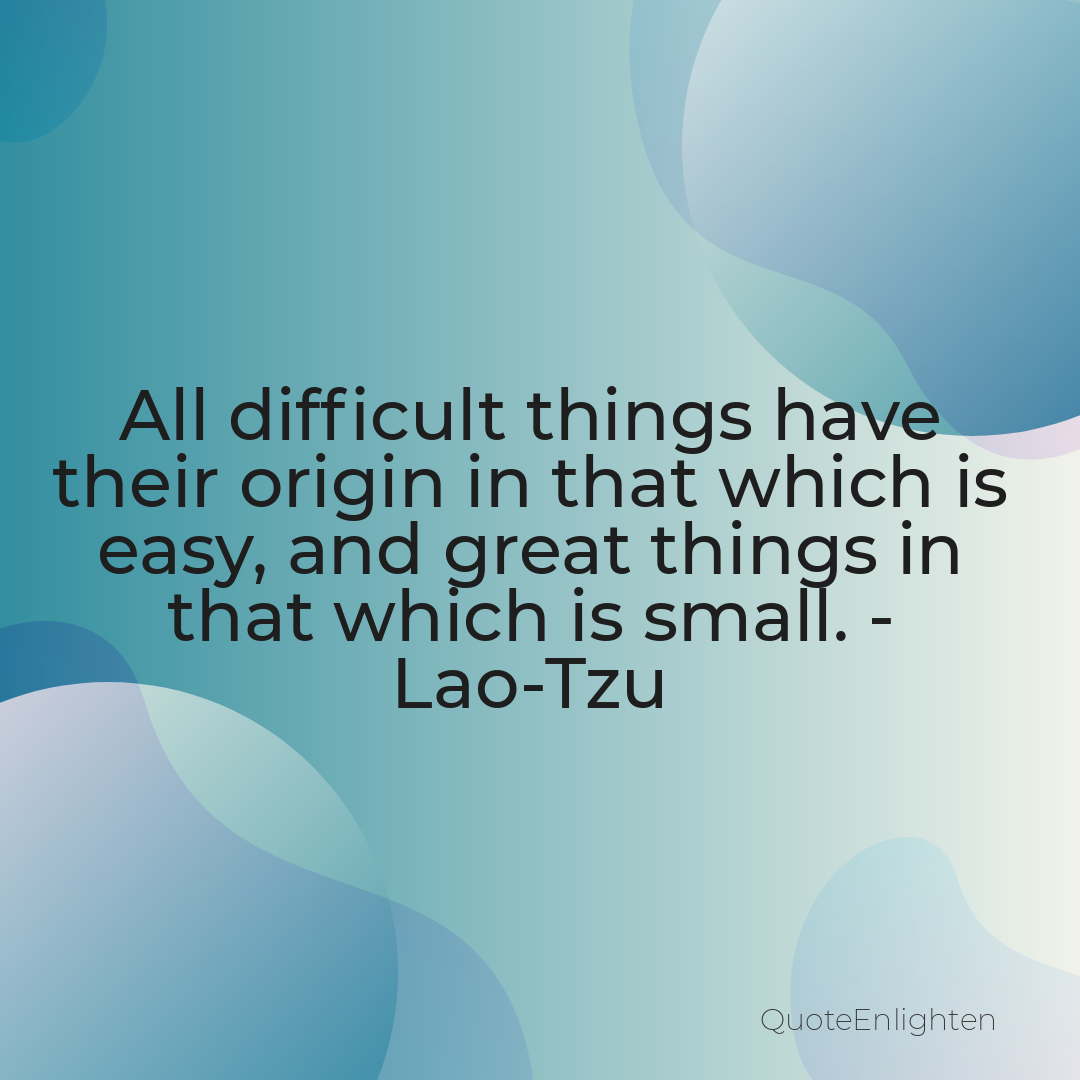 All difficult things have
their origin in that which is
easy, and great things in
that which is small. -
Lao-Tzu
QuoteEnlighten